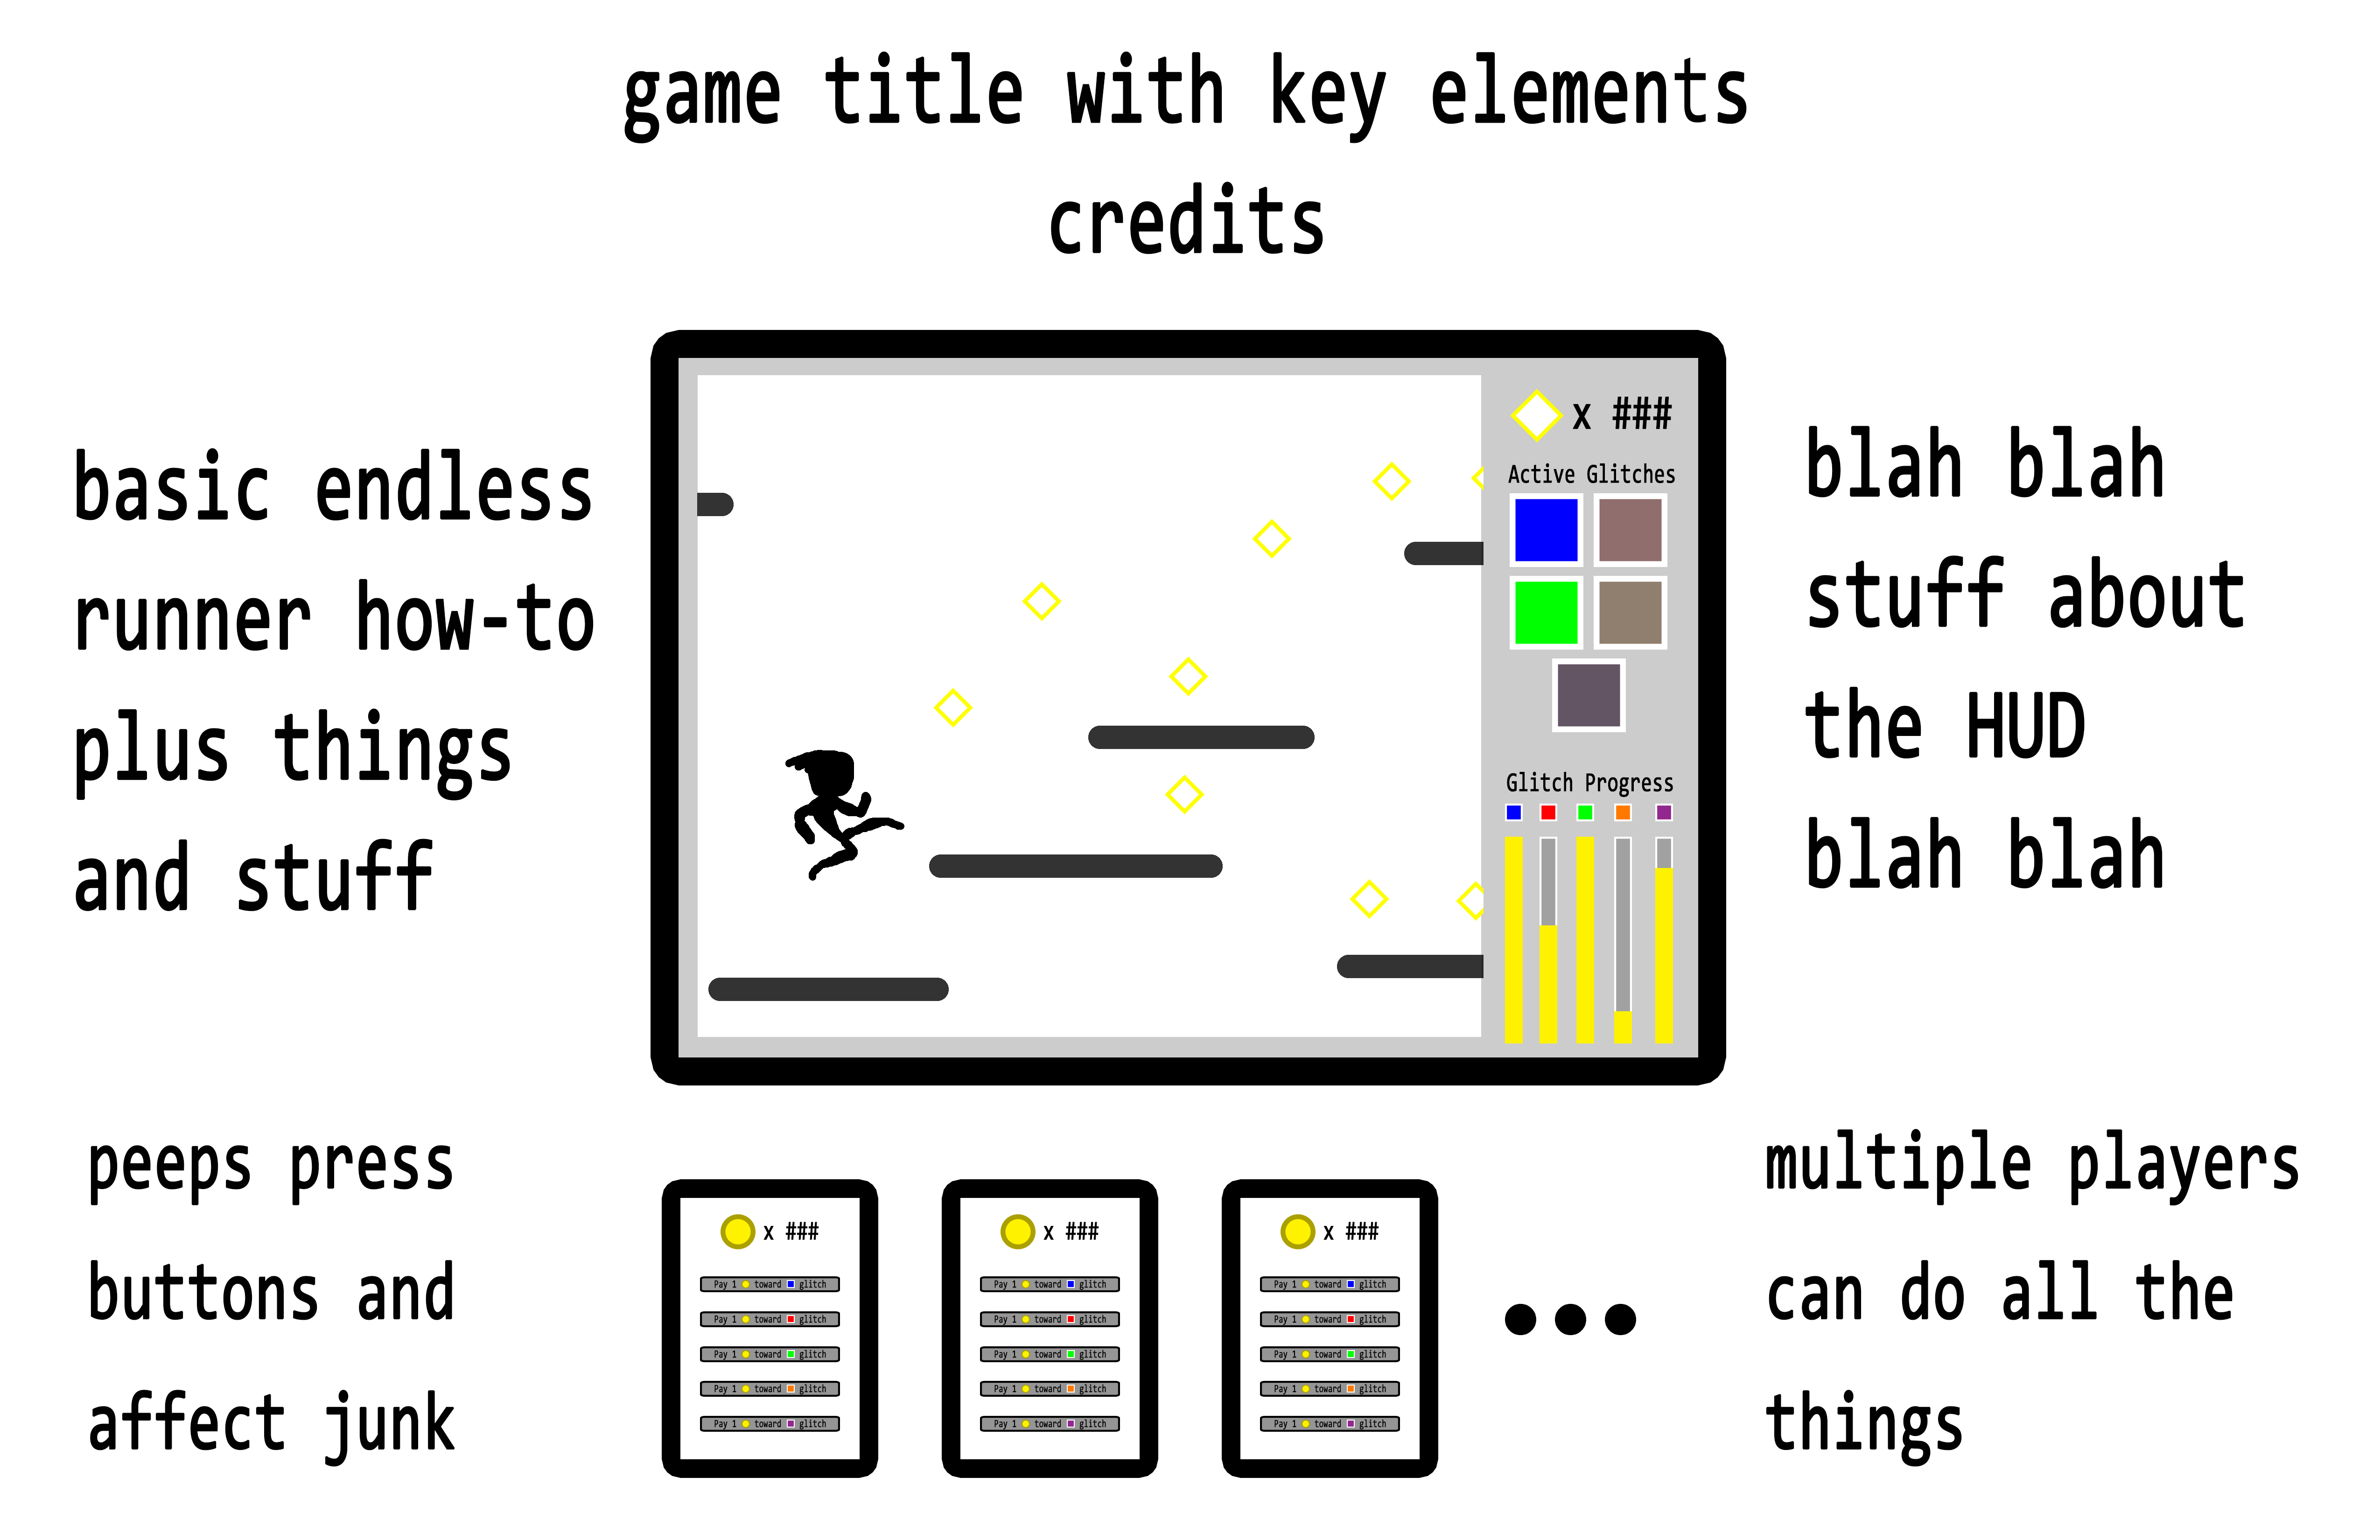 game title with key elements
credits
basic endless
runner how-to
plus things
and stuff
x ###
Active Glitches
Glitch Progress
blah blah
stuff about
the HUD
blah blah
peeps press
buttons and
affect junk
x ###
Pay 1 toward glitch
Pay 1 toward glitch
Pay 1 toward glitch
Pay 1 toward glitch
Pay 1 toward glitch
x ###
Pay 1 toward glitch
Pay 1 toward glitch
Pay 1 toward glitch
Pay 1 toward glitch
Pay 1 toward glitch
x ###
Pay 1 toward glitch
Pay 1 toward glitch
Pay 1 toward glitch
Pay 1 toward glitch
Pay 1 toward glitch
multiple players
can do all the
things